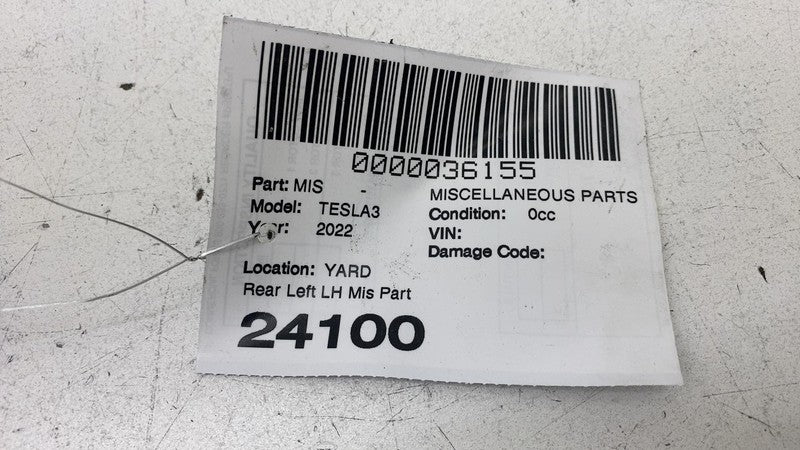 0000036155
Part: MIS - MISCELLANEOUS PARTS
Model: TESLA3 Condition: 0cc
Year: 2022 VIN:
Damage Code:
Location: YARD
Rear Left LH Mis Part
24100